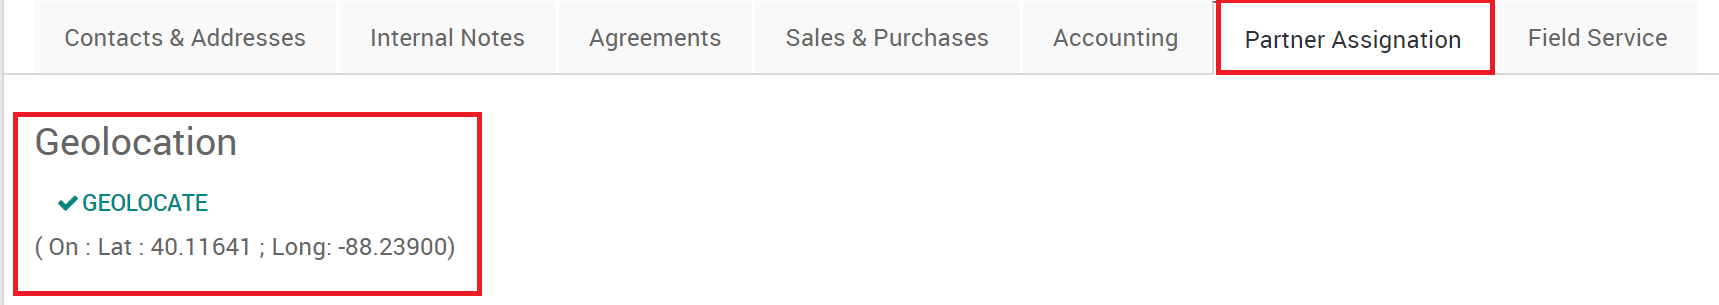 Contacts & Addresses Internal Notes Agreements Sales & Purchases Accounting Partner Assignation Field Service
Geolocation
GEOLOCATE
( On : Lat : 40.11641 ; Long: -88.23900)